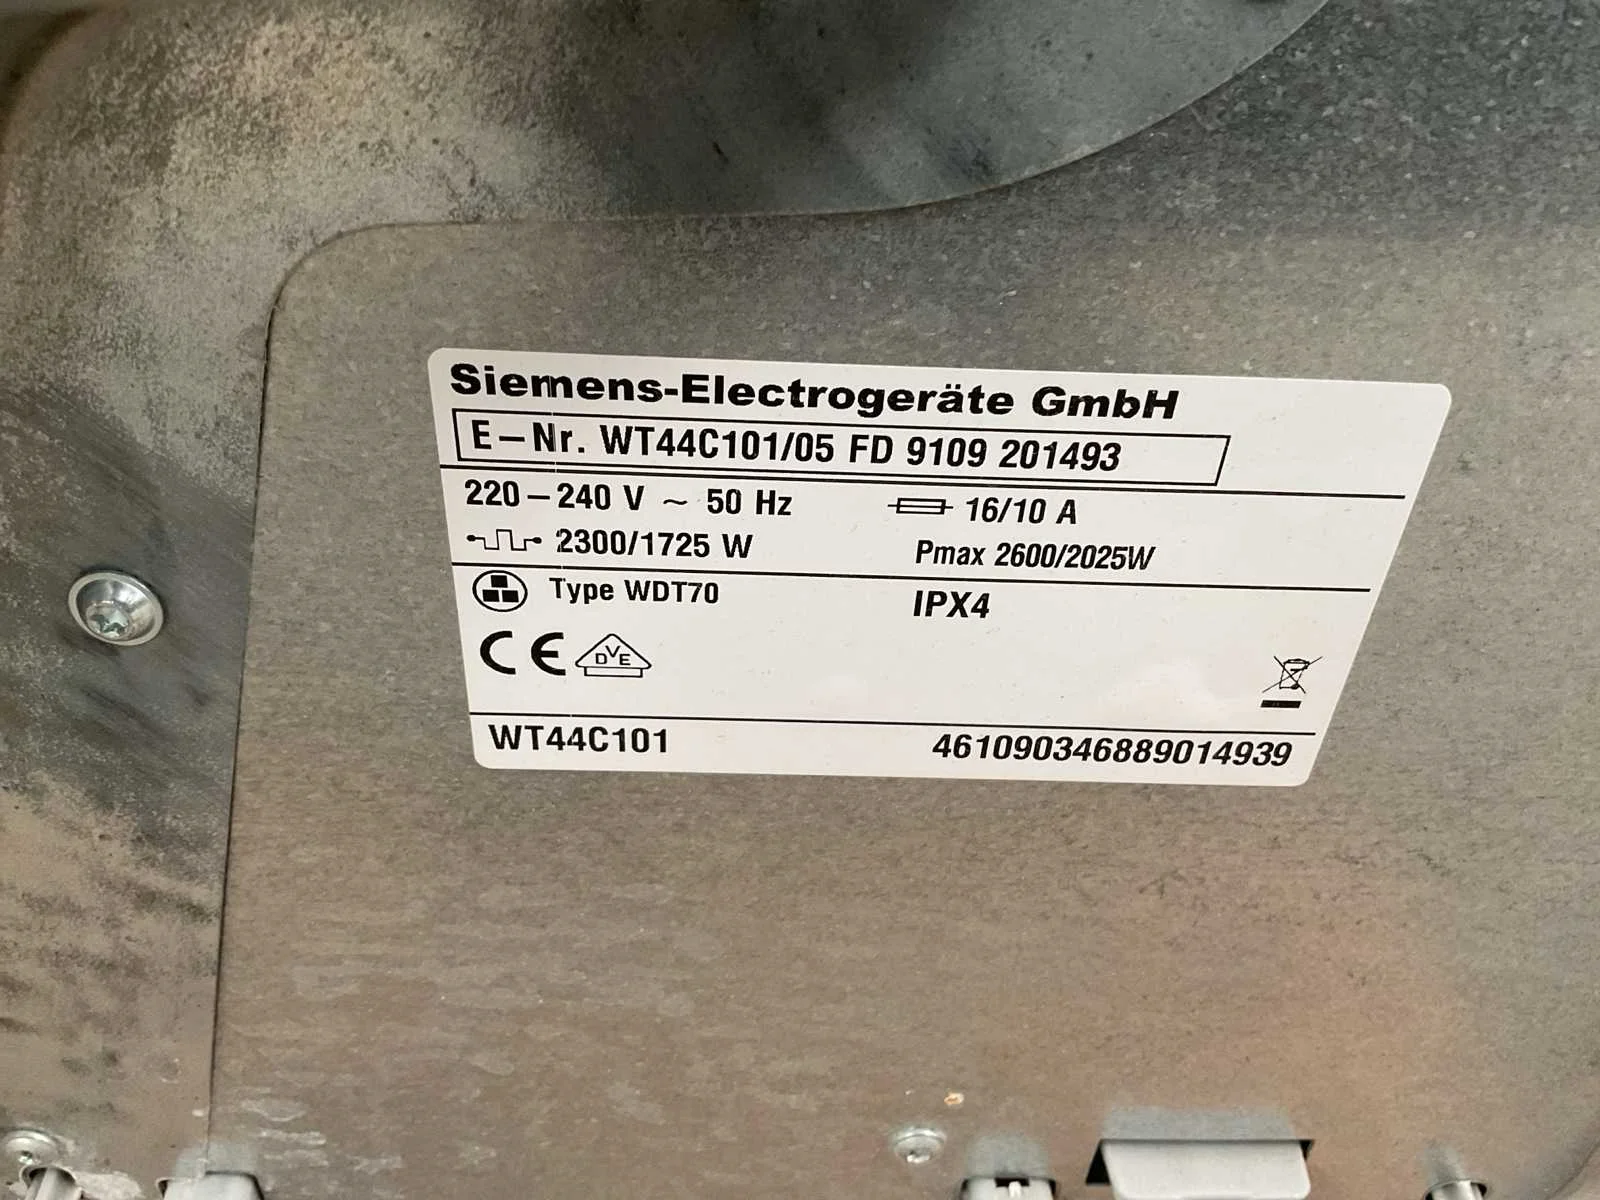 Siemens-Electrogeräte GmbH
E-Nr. WT44C101/05 FD 9109 201493
220-240 V ~ 50 Hz 16/10 A
2300/1725 W Pmax 2600/2025W
Type WDT70 IPX4
CE DVE
WT44C101 461090346889014939